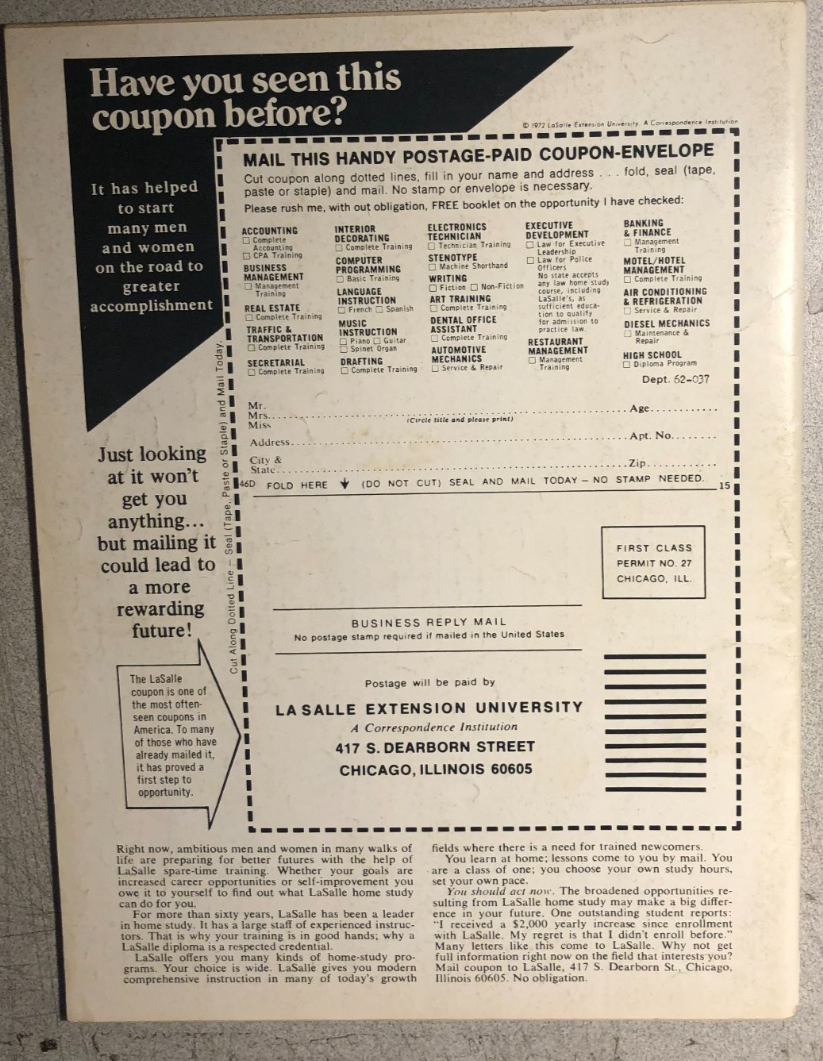 Have you seen this
coupon before?
© 1972 LaSalle Extension University. A Correspondence Institution
It has helped
to start
many men
and women
on the road to
greater
accomplishment
MAIL THIS HANDY POSTAGE-PAID COUPON-ENVELOPE
Cut coupon along dotted lines, fill in your name and address . . . fold, seal (tape,
paste or staple) and mail. No stamp or envelope is necessary.
Please rush me, with out obligation, FREE booklet on the opportunity I have checked:
ACCOUNTING
☐ Complete
Accounting
☐ CPA Training
BUSINESS
MANAGEMENT
☐ Management
Training
REAL ESTATE
☐ Complete Training
TRAFFIC &
TRANSPORTATION
☐ Complete Training
SECRETARIAL
☐ Complete Training
INTERIOR
DECORATING
☐ Complete Training
COMPUTER
PROGRAMMING
☐ Basic Training
LANGUAGE
INSTRUCTION
☐ French ☐ Spanish
MUSIC
INSTRUCTION
☐ Piano ☐ Guitar
☐ Spinet Organ
DRAFTING
☐ Complete Training
ELECTRONICS
TECHNICIAN
☐ Technician Training
STENOTYPE
☐ Machine Shorthand
WRITING
☐ Fiction ☐ Non-Fiction
ART TRAINING
☐ Complete Training
DENTAL OFFICE
ASSISTANT
☐ Complete Training
AUTOMOTIVE
MECHANICS
☐ Service & Repair
EXECUTIVE
DEVELOPMENT
☐ Law for Executive
Leadership
☐ Law for Police
Officers
No state accepts
any law home study
course, including
LaSalle's, as
sufficient educa-
tion to qualify
for admission to
practice law.
RESTAURANT
MANAGEMENT
☐ Management
Training
BANKING
& FINANCE
☐ Management
Training
MOTEL/HOTEL
MANAGEMENT
☐ Complete Training
AIR CONDITIONING
& REFRIGERATION
☐ Service & Repair
DIESEL MECHANICS
☐ Maintenance &
Repair
HIGH SCHOOL
☐ Diploma Program
Dept. 62-037
Mr.
Mrs. Age
Miss (Circle title and please print)
Address Apt. No.
City &
State Zip
46D FOLD HERE ↓ (DO NOT CUT) SEAL AND MAIL TODAY – NO STAMP NEEDED. 15
Cut Along Dotted Line – Seal (Tape, Paste or Staple) and Mail Today.
Just looking
at it won't
get you
anything...
but mailing it
could lead to
a more
rewarding
future!
The LaSalle
coupon is one of
the most often-
seen coupons in
America. To many
of those who have
already mailed it,
it has proved a
first step to
opportunity.
FIRST CLASS
PERMIT NO. 27
CHICAGO, ILL.
BUSINESS REPLY MAIL
No postage stamp required if mailed in the United States
Postage will be paid by
LA SALLE EXTENSION UNIVERSITY
A Correspondence Institution
417 S. DEARBORN STREET
CHICAGO, ILLINOIS 60605
Right now, ambitious men and women in many walks of
life are preparing for better futures with the help of
LaSalle spare-time training. Whether your goals are
increased career opportunities or self-improvement you
owe it to yourself to find out what LaSalle home study
can do for you.
For more than sixty years, LaSalle has been a leader
in home study. It has a large staff of experienced instruc-
tors. That is why your training is in good hands; why a
LaSalle diploma is a respected credential.
LaSalle offers you many kinds of home-study pro-
grams. Your choice is wide. LaSalle gives you modern
comprehensive instruction in many of today's growth
fields where there is a need for trained newcomers.
You learn at home; lessons come to you by mail. You
are a class of one; you choose your own study hours,
set your own pace.
You should act now. The broadened opportunities re-
sulting from LaSalle home study may make a big differ-
ence in your future. One outstanding student reports:
"I received a $2,000 yearly increase since enrollment
with LaSalle. My regret is that I didn't enroll before."
Many letters like this come to LaSalle. Why not get
full information right now on the field that interests you?
Mail coupon to LaSalle, 417 S. Dearborn St., Chicago,
Illinois 60605. No obligation.